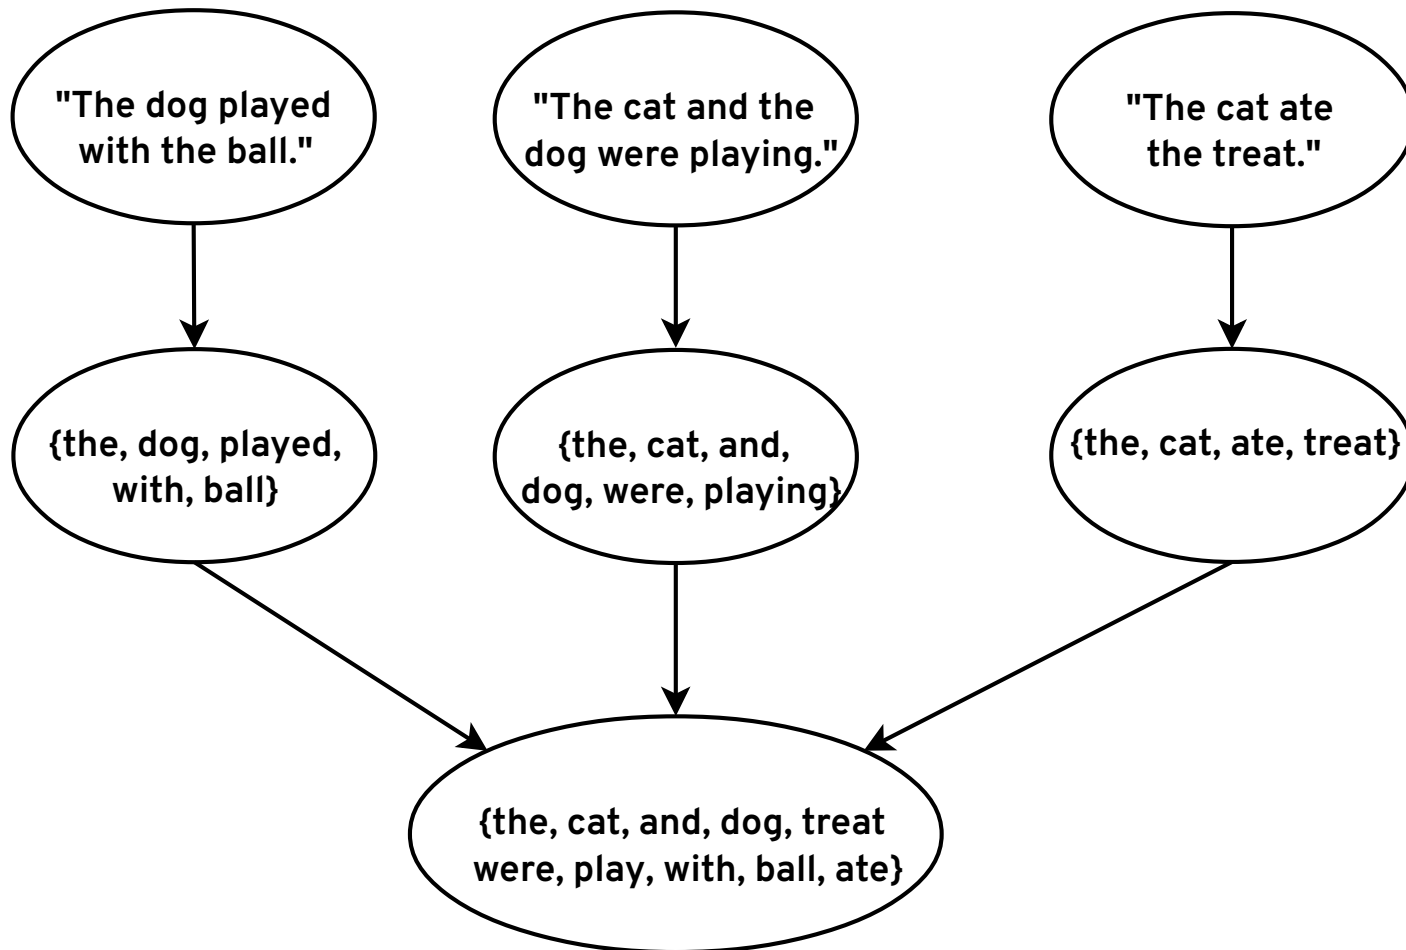 "The dog played
with the ball."
"The cat and the
dog were playing."
"The cat ate
the treat."
{the, dog, played,
with, ball}
{the, cat, and,
dog, were, playing}
{the, cat, ate, treat}
{the, cat, and, dog, treat
were, play, with, ball, ate}